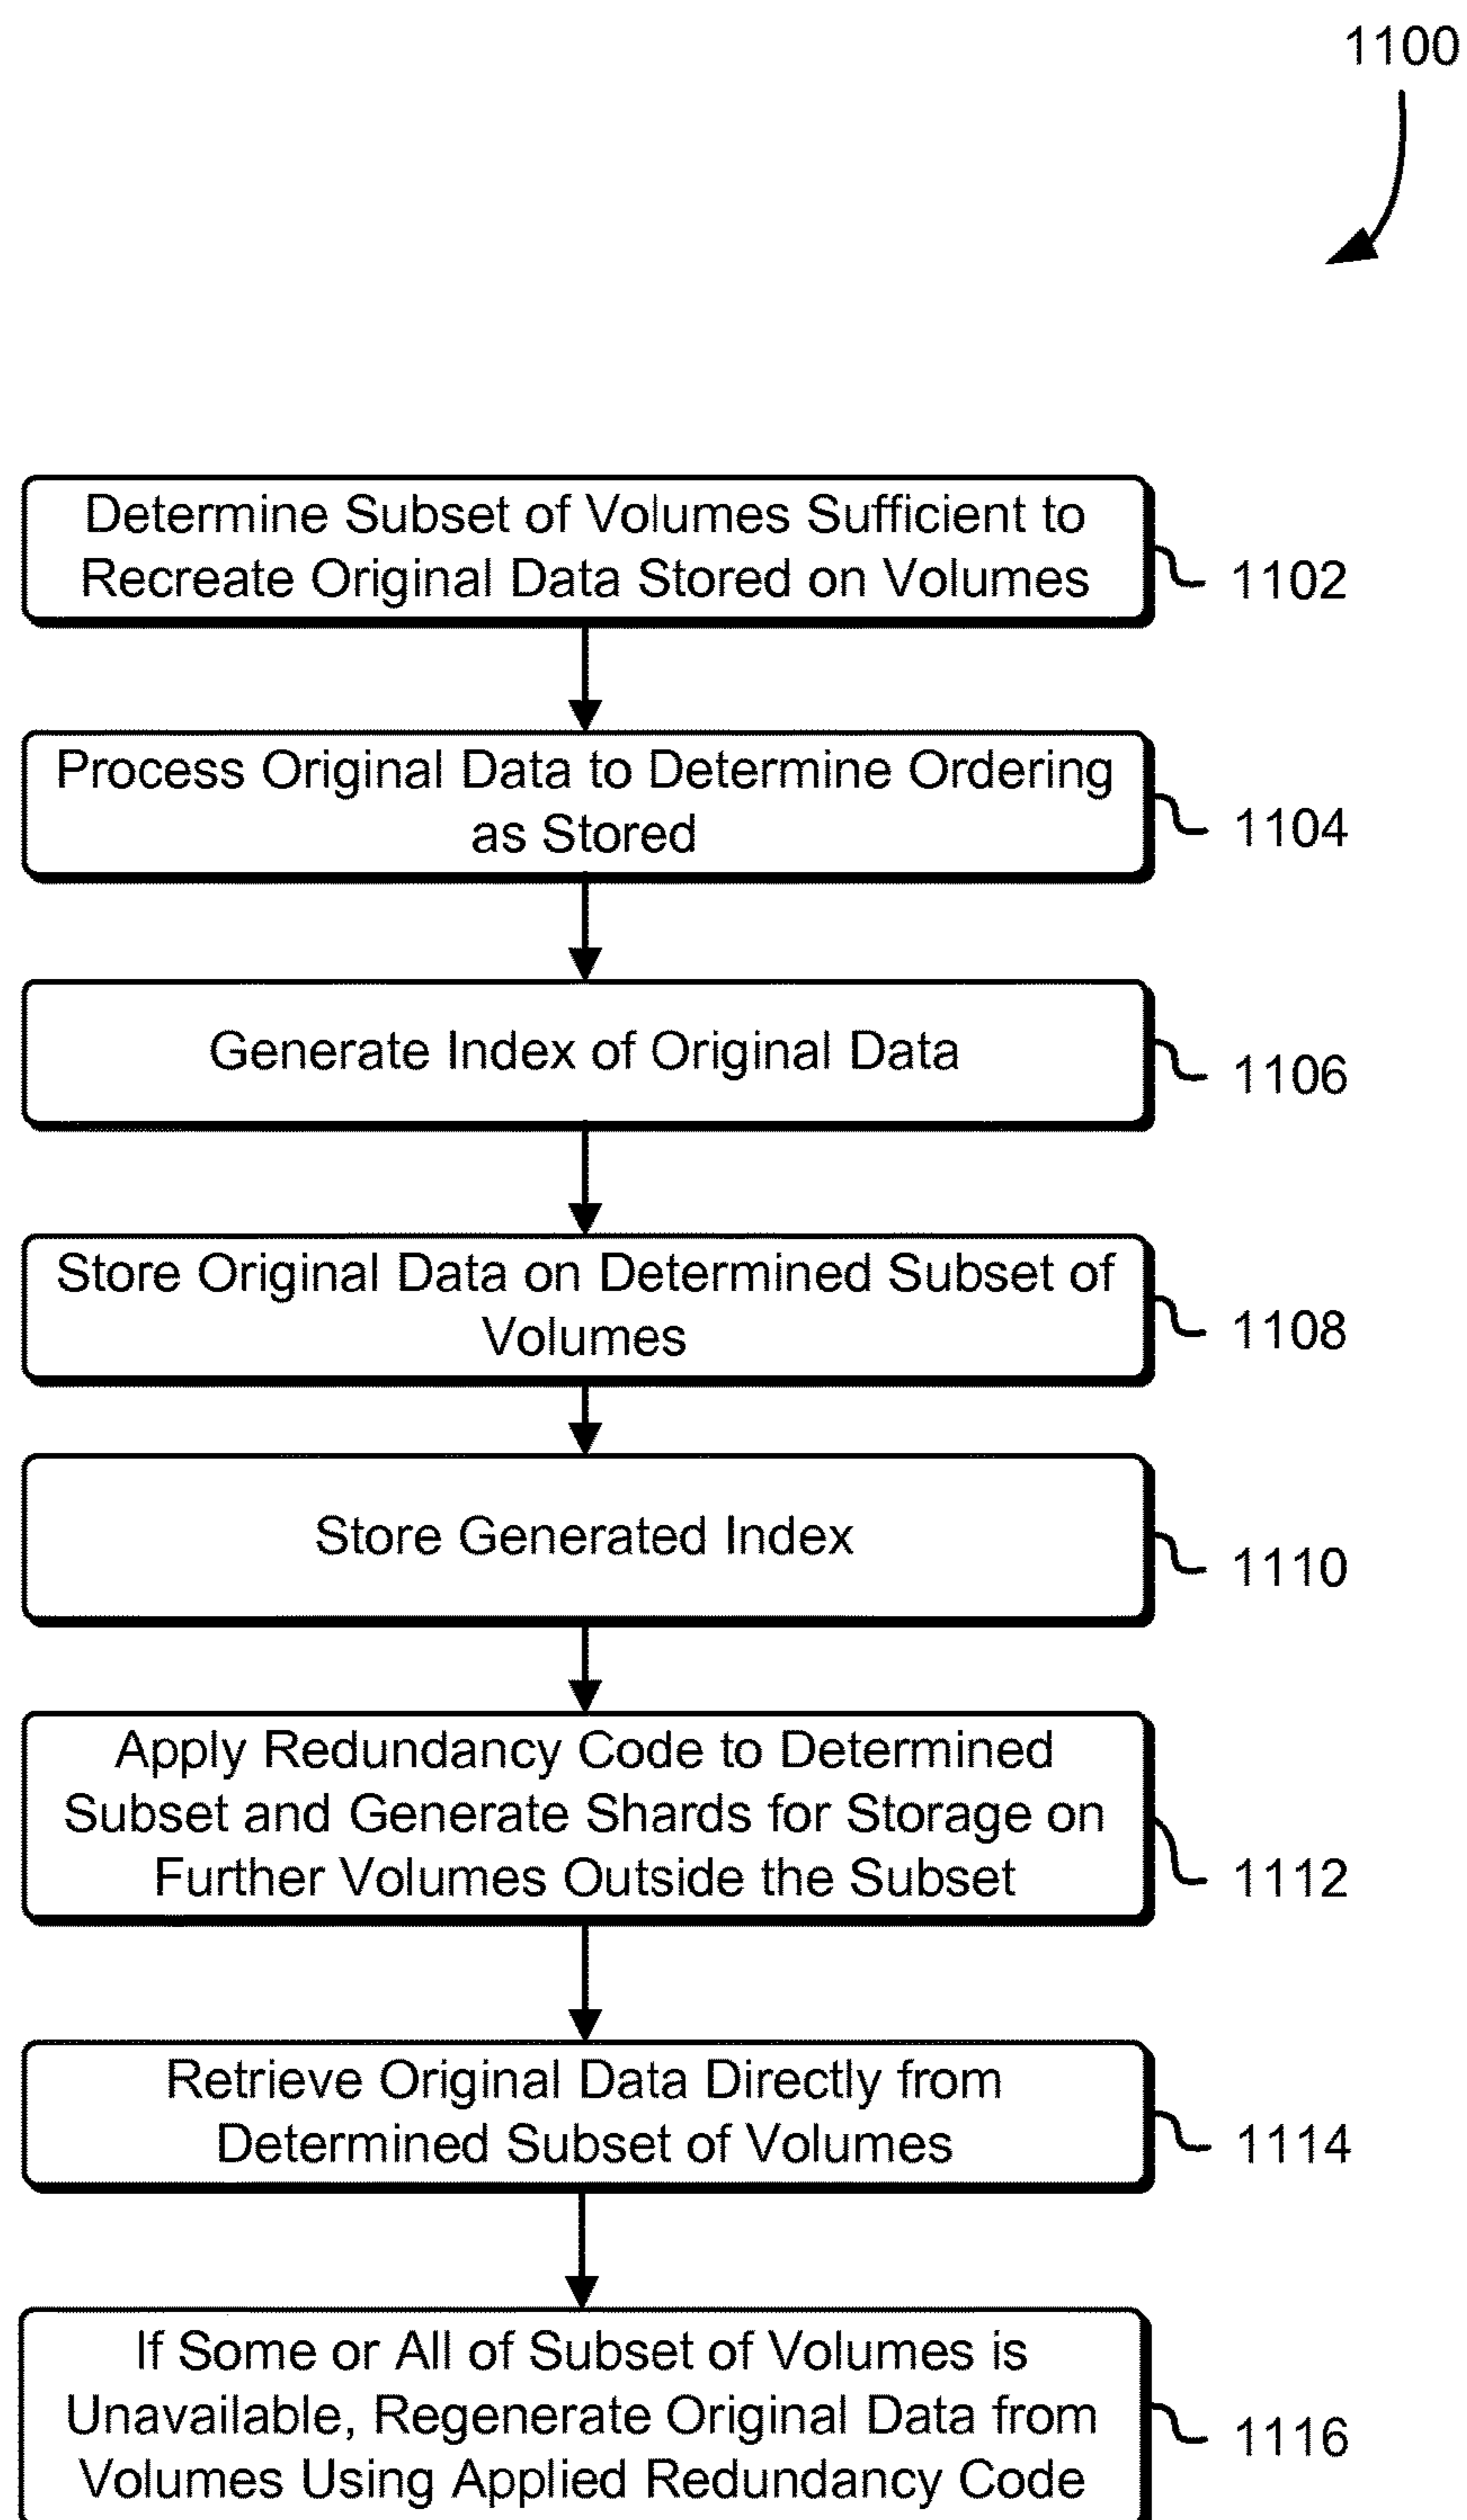 1100
Determine Subset of Volumes Sufficient to
Recreate Original Data Stored on Volumes
1102
Process Original Data to Determine Ordering
as Stored
1104
Generate Index of Original Data
1106
Store Original Data on Determined Subset of
Volumes
1108
Store Generated Index
1110
Apply Redundancy Code to Determined
Subset and Generate Shards for Storage on
Further Volumes Outside the Subset
1112
Retrieve Original Data Directly from
Determined Subset of Volumes
1114
If Some or All of Subset of Volumes is
Unavailable, Regenerate Original Data from
Volumes Using Applied Redundancy Code
1116